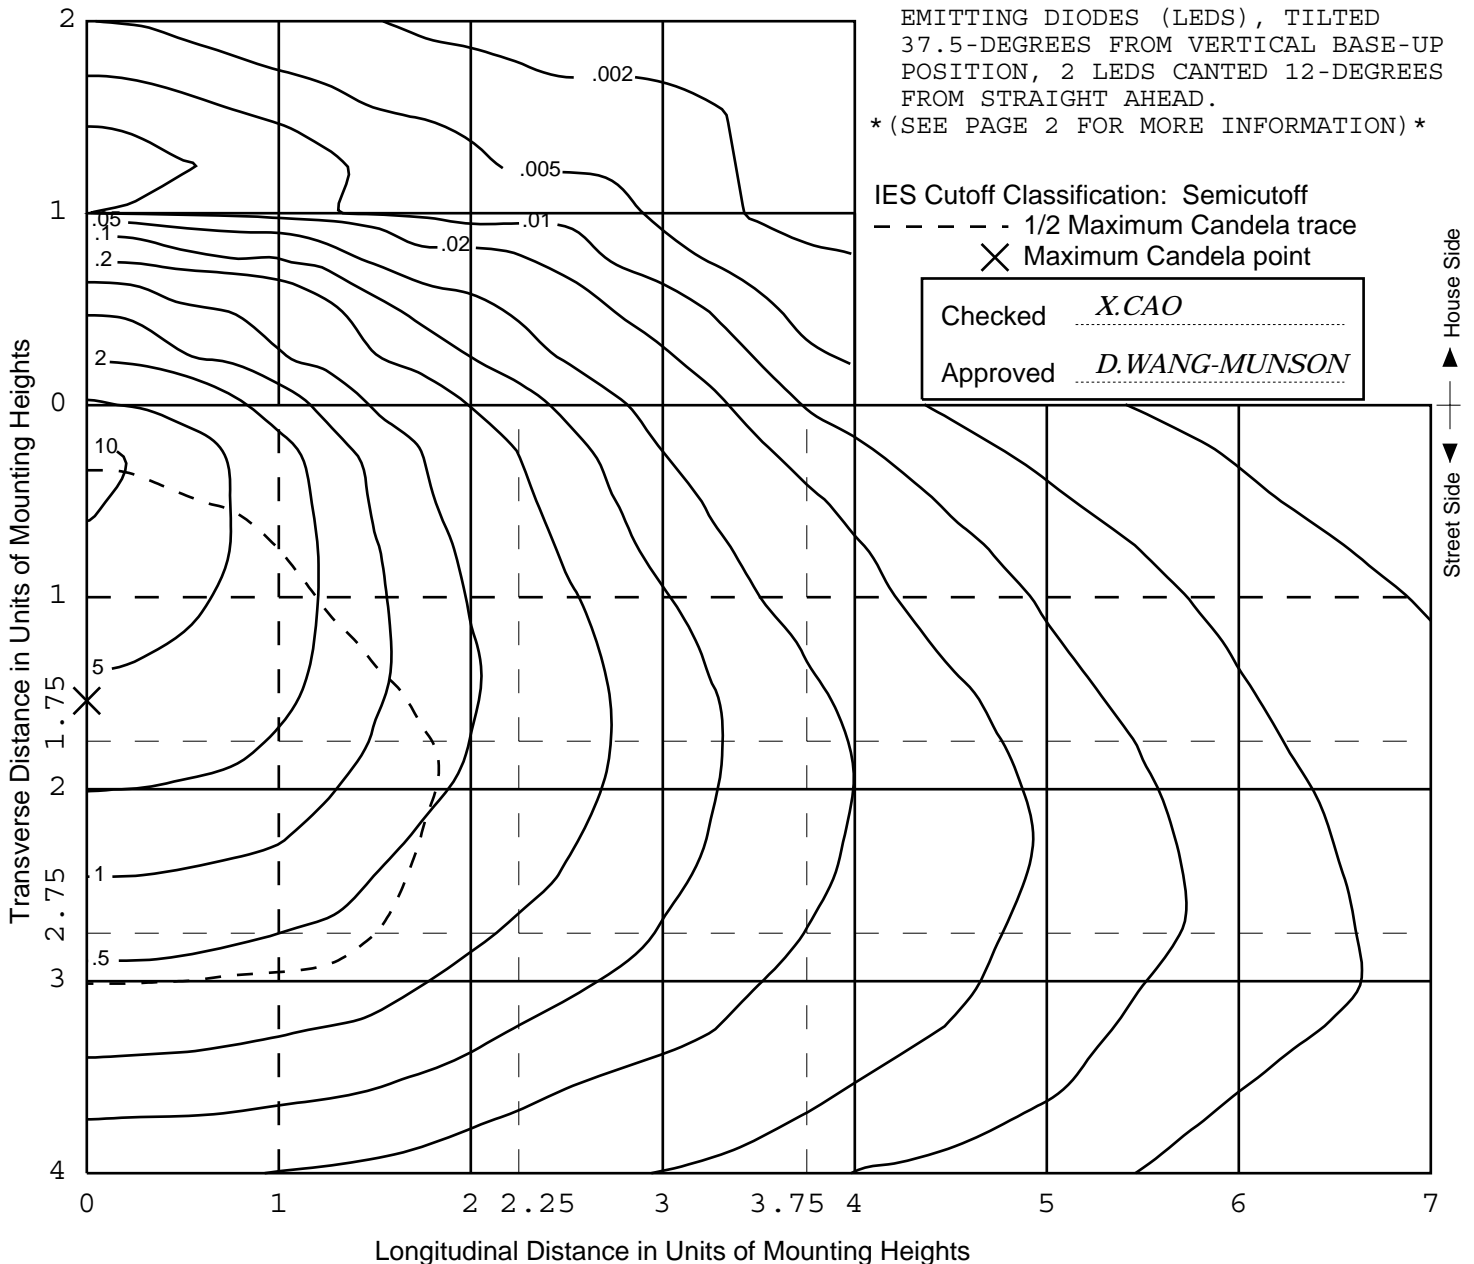 EMITTING DIODES (LEDS), TILTED
37.5-DEGREES FROM VERTICAL BASE-UP
POSITION, 2 LEDS CANTED 12-DEGREES
FROM STRAIGHT AHEAD.
*(SEE PAGE 2 FOR MORE INFORMATION)*
IES Cutoff Classification: Semicutoff
1/2 Maximum Candela trace
Maximum Candela point
Checked X.CAO
Approved D.WANG-MUNSON
House Side
Street Side
Transverse Distance in Units of Mounting Heights
2
1
0
1
1.75
2
2.75
3
4
.002
.005
.01
.02
.05
.1
.2
2
10
5
1
.5
0 1 2 2.25 3 3.75 4 5 6 7
Longitudinal Distance in Units of Mounting Heights